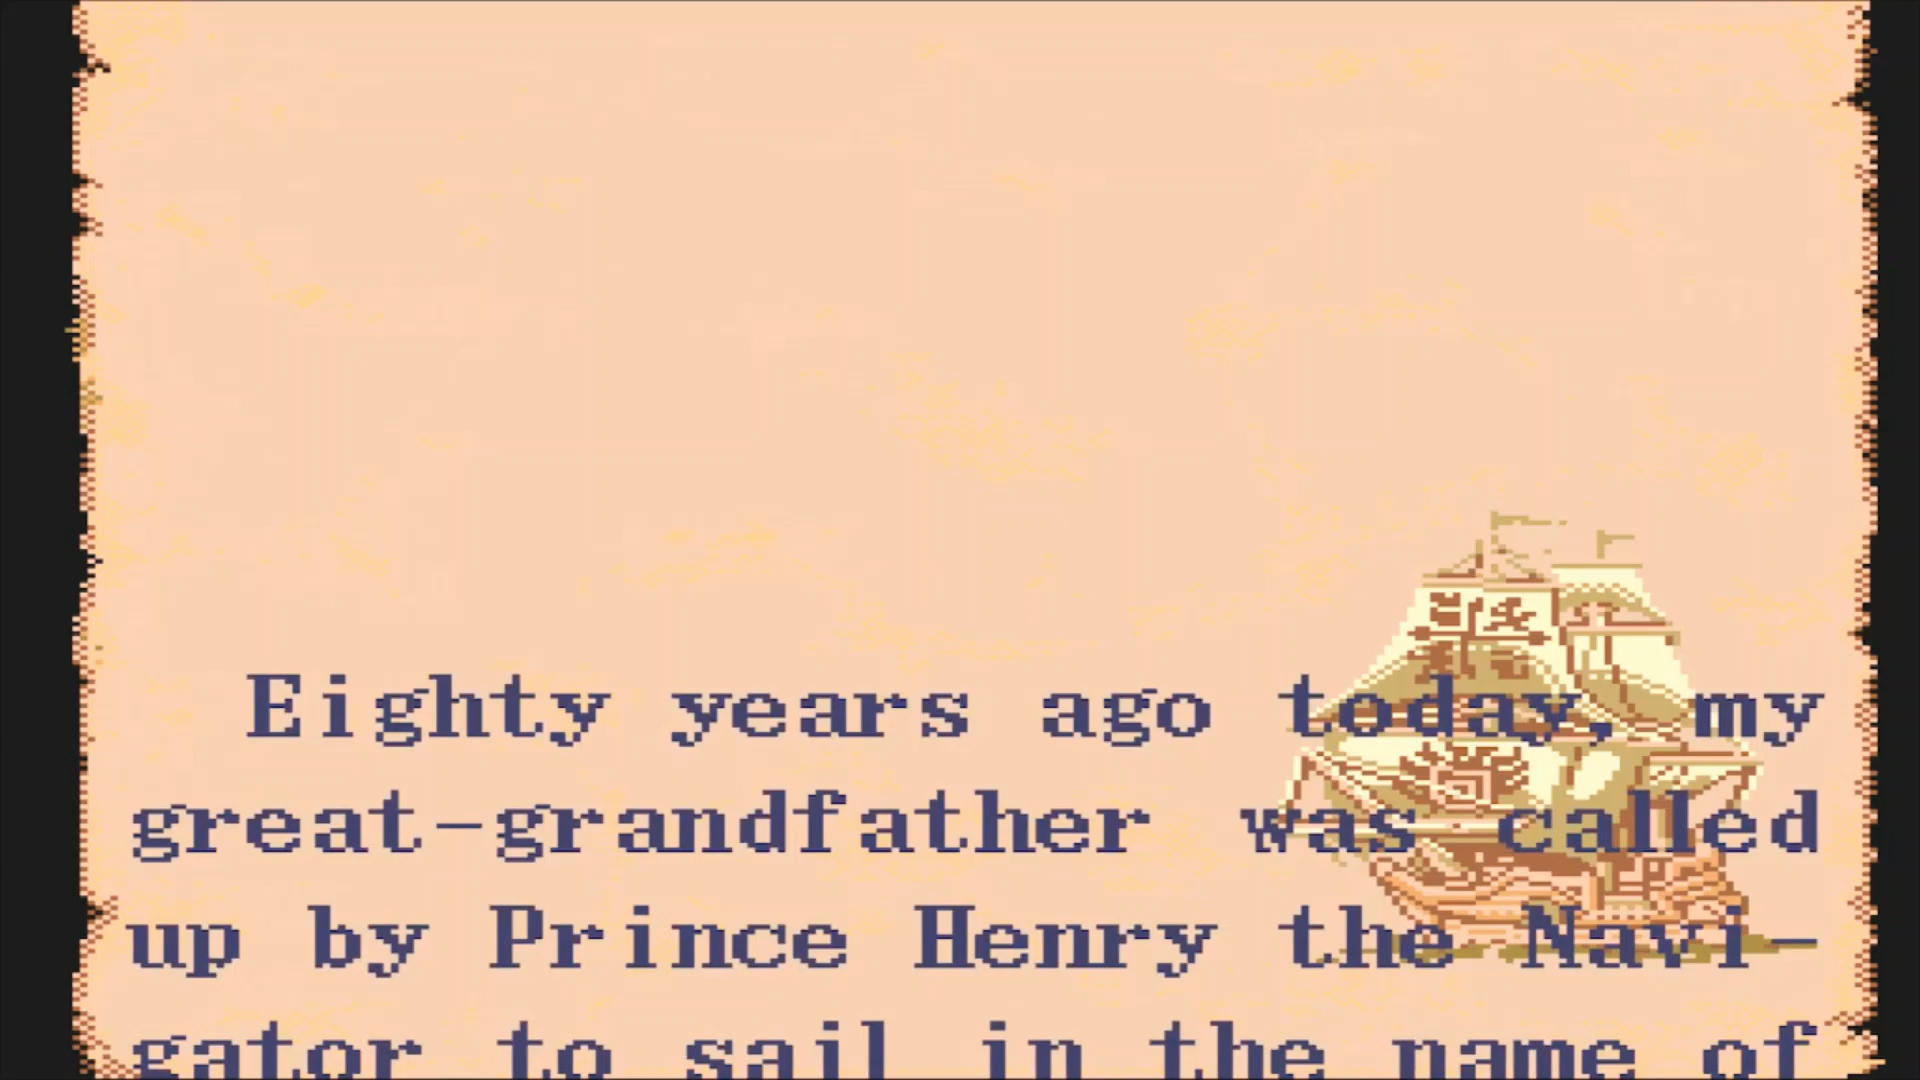 Eighty years ago today, my
great-grandfather was called
up by Prince Henry the Navi-
gator to sail in the name of